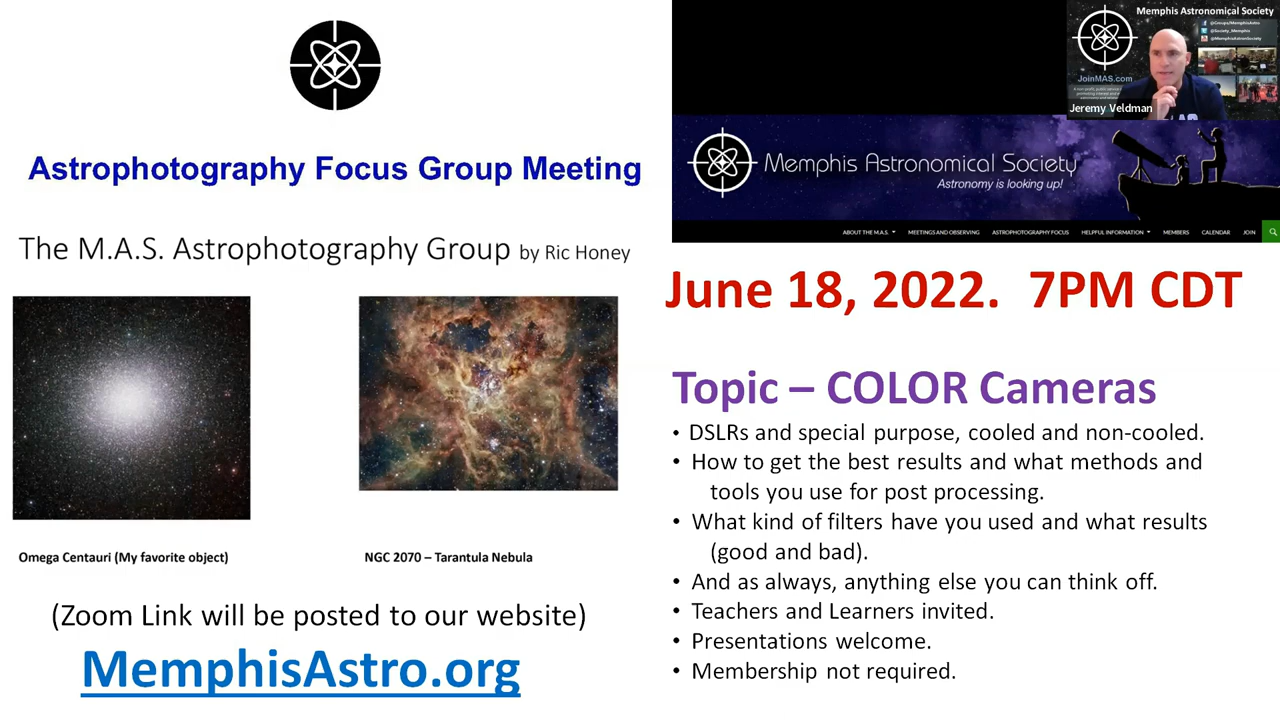 Astrophotography Focus Group Meeting
The M.A.S. Astrophotography Group by Ric Honey
Omega Centauri (My favorite object)
NGC 2070 – Tarantula Nebula
(Zoom Link will be posted to our website)
MemphisAstro.org
Memphis Astronomical Society
@Groups/MemphisAstro
@Society_Memphis
@MemphisAstronSociety
JoinMAS.com
Jeremy Veldman
Memphis Astronomical Society
Astronomy is looking up!
ABOUT THE M.A.S. MEETINGS AND OBSERVING ASTROPHOTOGRAPHY FOCUS HELPFUL INFORMATION MEMBERS CALENDAR JOIN
June 18, 2022. 7PM CDT
Topic – COLOR Cameras
• DSLRs and special purpose, cooled and non-cooled.
• How to get the best results and what methods and
tools you use for post processing.
• What kind of filters have you used and what results
(good and bad).
• And as always, anything else you can think off.
• Teachers and Learners invited.
• Presentations welcome.
• Membership not required.